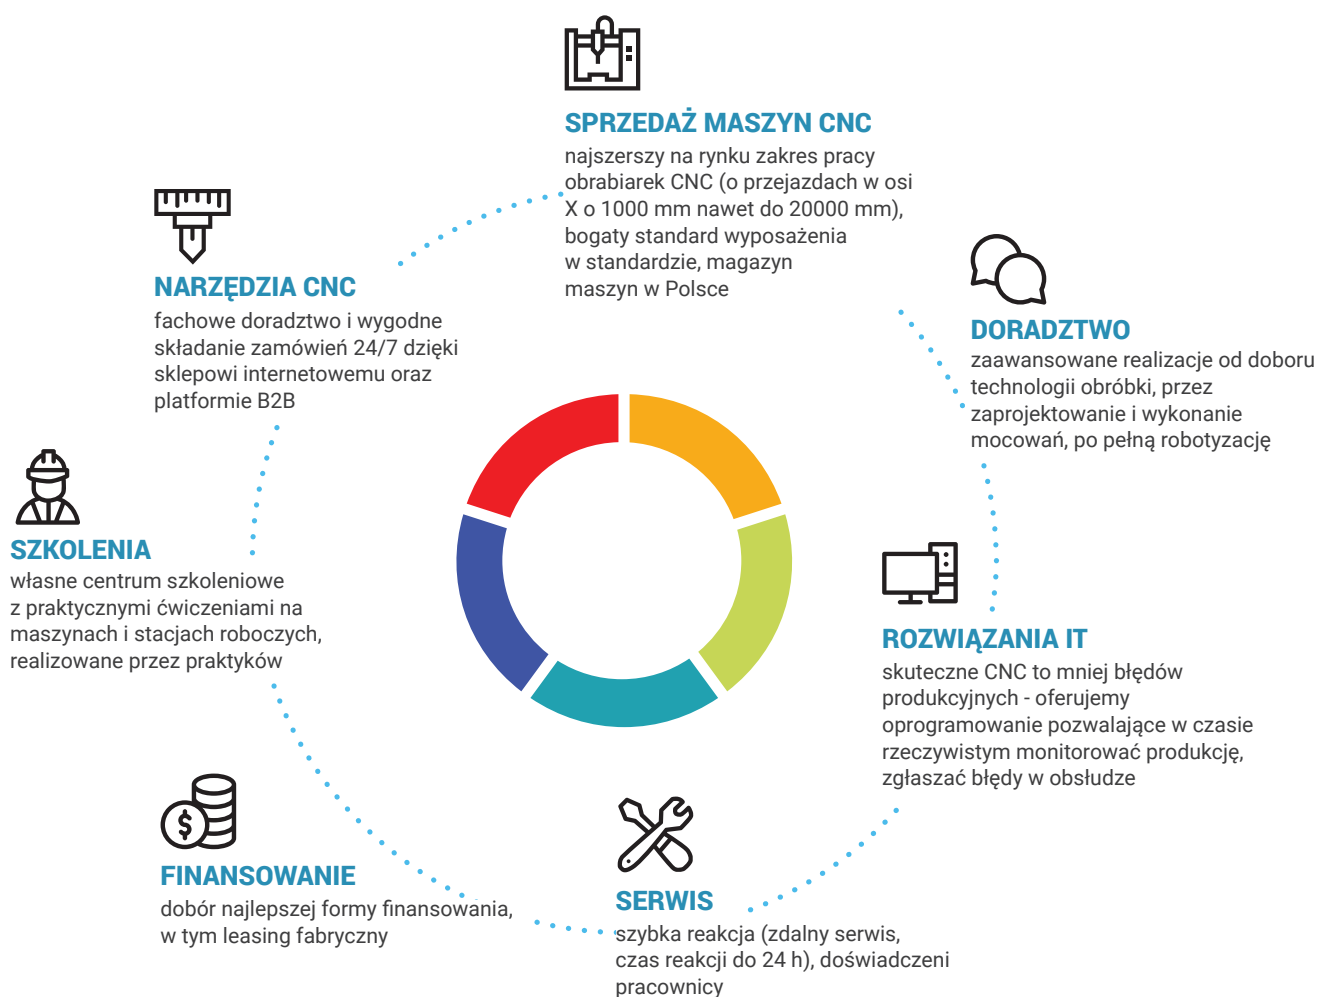 SPRZEDAŻ MASZYN CNC
najszerszy na rynku zakres pracy
obrabiarek CNC (o przejazdach w osi
X o 1000 mm nawet do 20000 mm),
bogaty standard wyposażenia
w standardzie, magazyn
maszyn w Polsce
DORADZTWO
zaawansowane realizacje od doboru
technologii obróbki, przez
zaprojektowanie i wykonanie
mocowań, po pełną robotyzację
ROZWIĄZANIA IT
skuteczne CNC to mniej błędów
produkcyjnych - oferujemy
oprogramowanie pozwalające w czasie
rzeczywistym monitorować produkcję,
zgłaszać błędy w obsłudze
SERWIS
szybka reakcja (zdalny serwis,
czas reakcji do 24 h), doświadczeni
pracownicy
FINANSOWANIE
dobór najlepszej formy finansowania,
w tym leasing fabryczny
SZKOLENIA
własne centrum szkoleniowe
z praktycznymi ćwiczeniami na
maszynach i stacjach roboczych,
realizowane przez praktyków
NARZĘDZIA CNC
fachowe doradztwo i wygodne
składanie zamówień 24/7 dzięki
sklepowi internetowemu oraz
platformie B2B
$